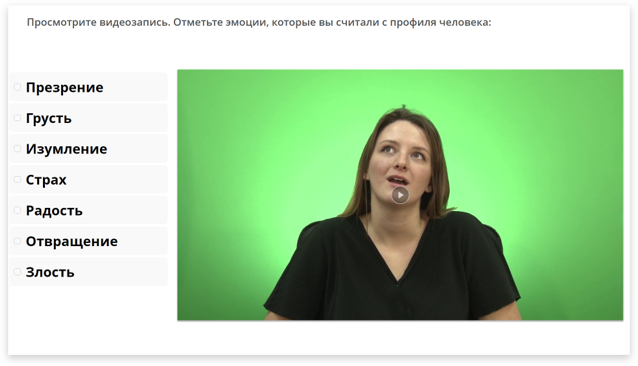 Просмотрите видеозапись. Отметьте эмоции, которые вы считали с профиля человека:
Презрение
Грусть
Изумление
Страх
Радость
Отвращение
Злость